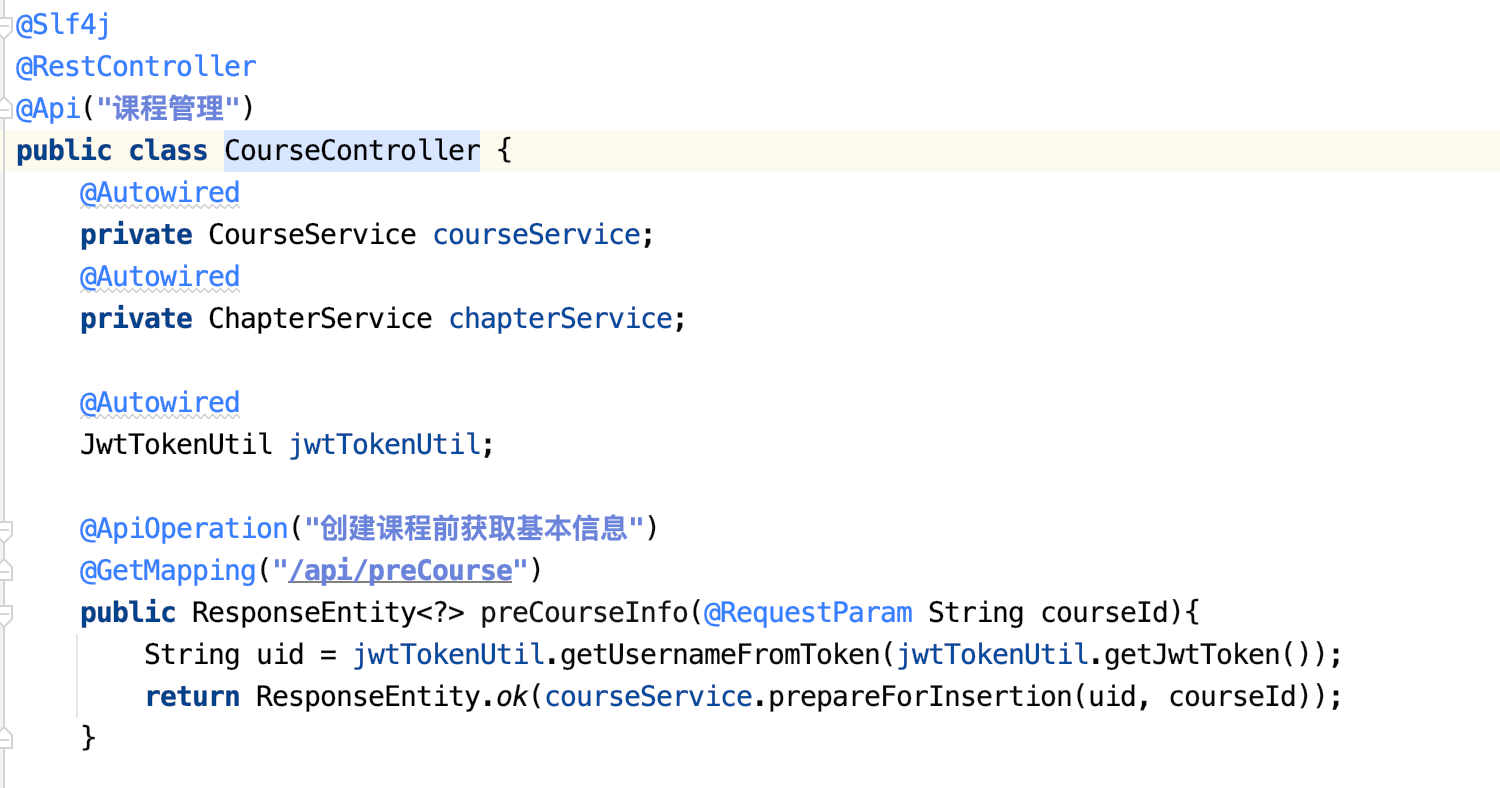 @Slf4j
@RestController
@Api("课程管理")
public class CourseController {
@Autowired
private CourseService courseService;
@Autowired
private ChapterService chapterService;
@Autowired
JwtTokenUtil jwtTokenUtil;
@ApiOperation("创建课程前获取基本信息")
@GetMapping("/api/preCourse")
public ResponseEntity<?> preCourseInfo(@RequestParam String courseId){
String uid = jwtTokenUtil.getUsernameFromToken(jwtTokenUtil.getJwtToken());
return ResponseEntity.ok(courseService.prepareForInsertion(uid, courseId));
}